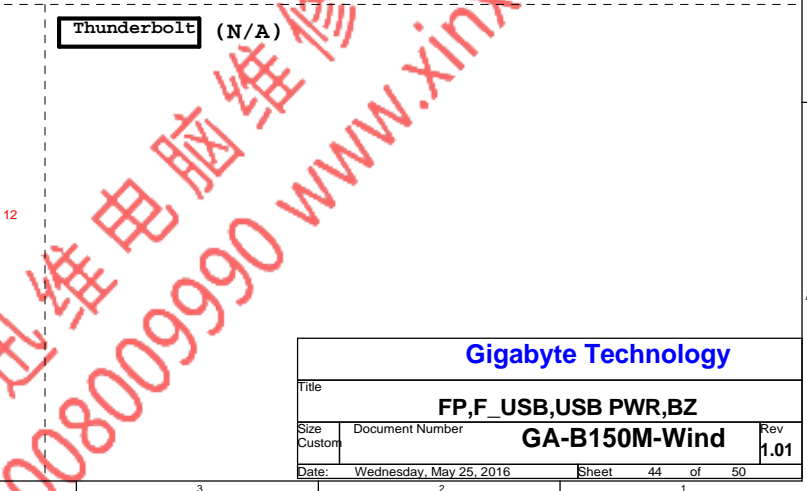 Thunderbolt (N/A)
迅维电脑维修
008009990 www.xinx
12
Gigabyte Technology
Title
FP,F_USB,USB PWR,BZ
Size
Custom
Document Number
GA-B150M-Wind
Rev
1.01
Date: Wednesday, May 25, 2016 Sheet 44 of 50
3 2 1